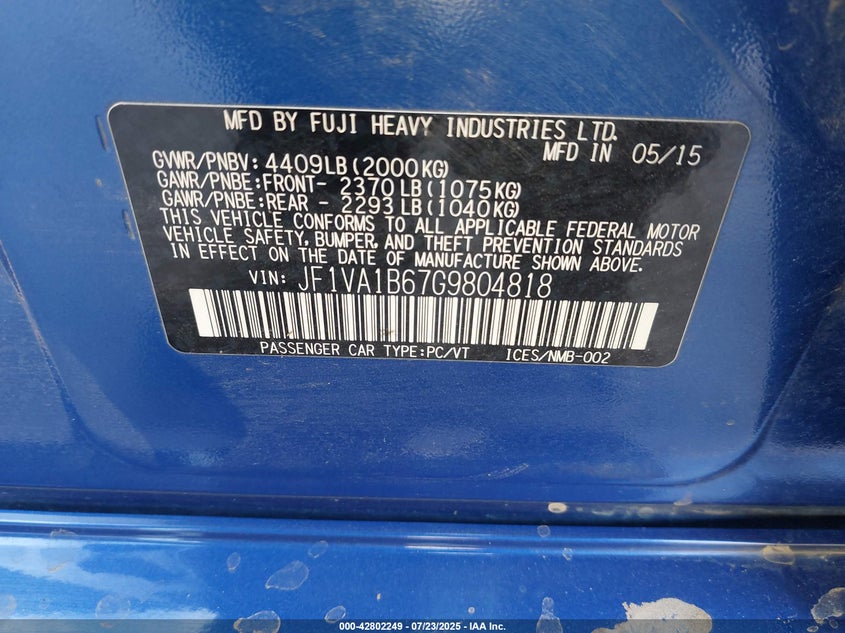 MFD BY FUJI HEAVY INDUSTRIES LTD.
MFD IN 05/15
GVWR/PNBV: 4409LB(2000KG)
GAWR/PNBE:FRONT- 2370LB(1075KG)
GAWR/PNBE:REAR - 2293LB(1040KG)
THIS VEHICLE CONFORMS TO ALL APPLICABLE FEDERAL MOTOR
VEHICLE SAFETY, BUMPER, AND THEFT PREVENTION STANDARDS
IN EFFECT ON THE DATE OF MANUFACTURE SHOWN ABOVE.
VIN: JF1VA1B67G9804818
PASSENGER CAR TYPE:PC/VT ICES/NMB-002
000-42802249 - 07/23/2025 - IAA Inc.